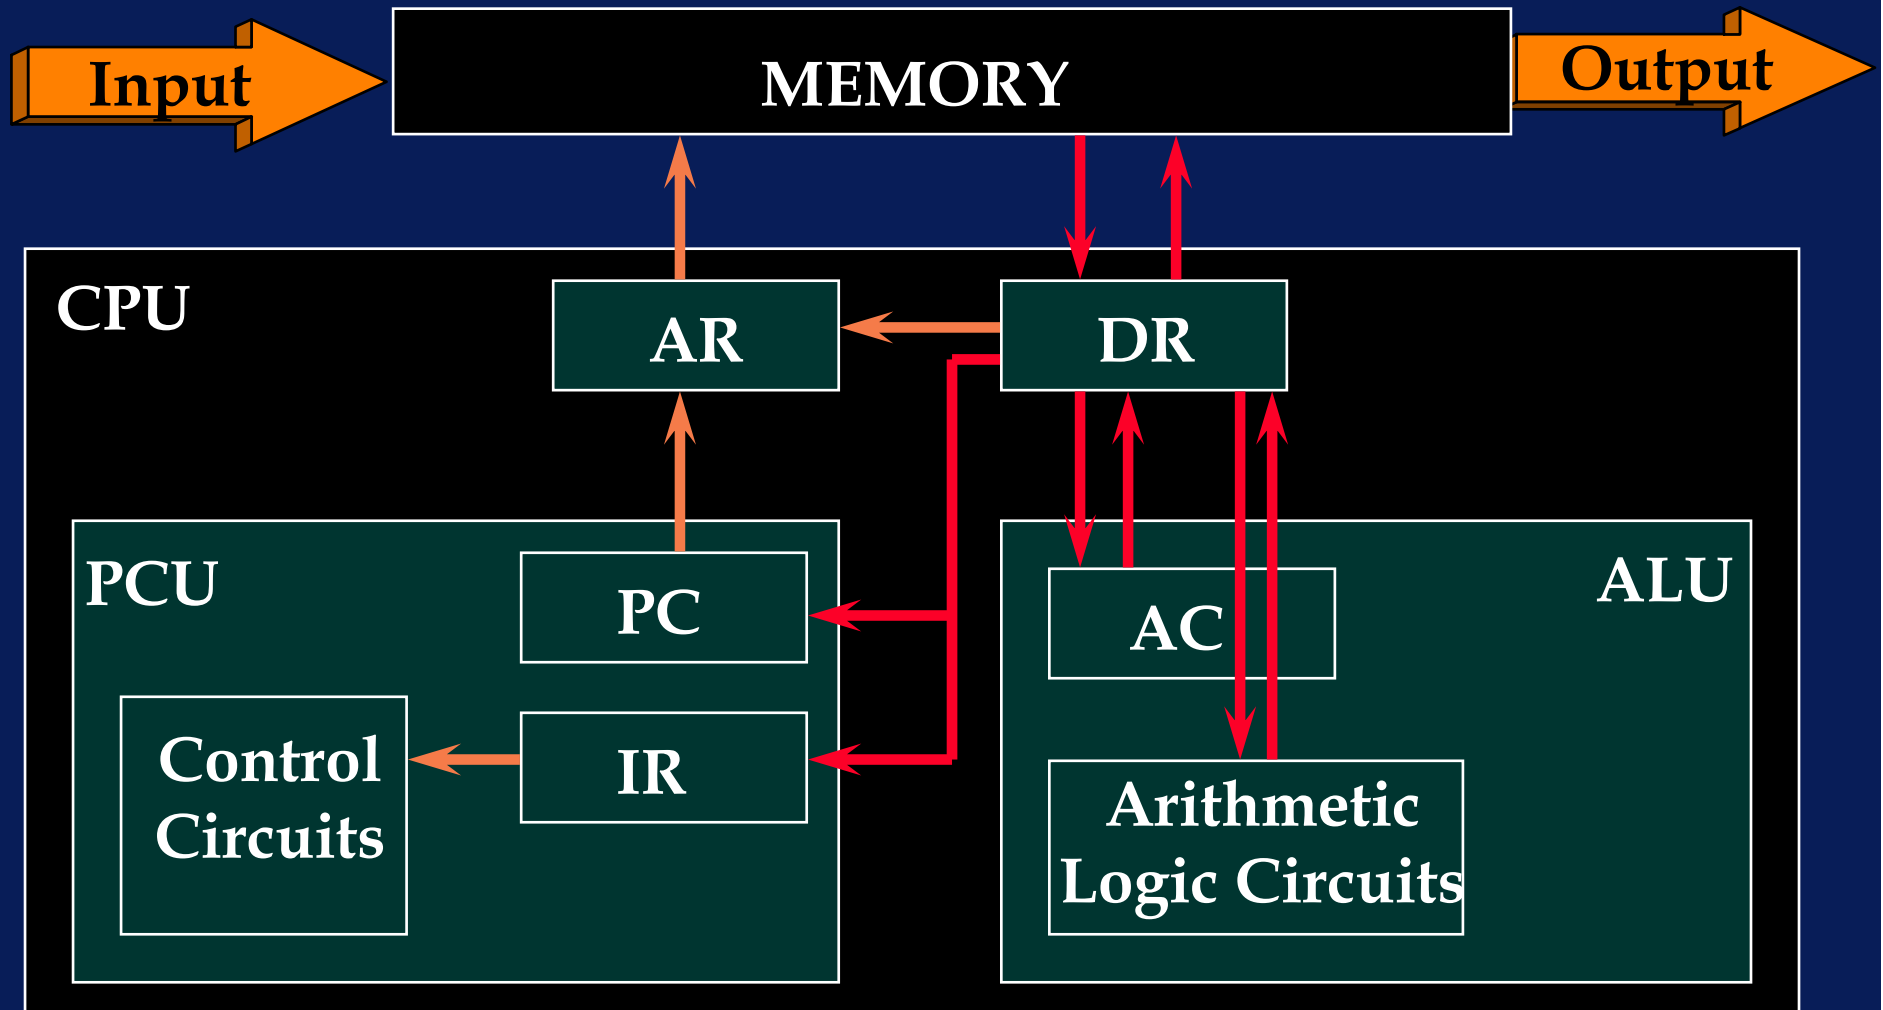 Input
MEMORY
Output
CPU
AR
DR
PCU
PC
IR
Control
Circuits
ALU
AC
Arithmetic
Logic Circuits